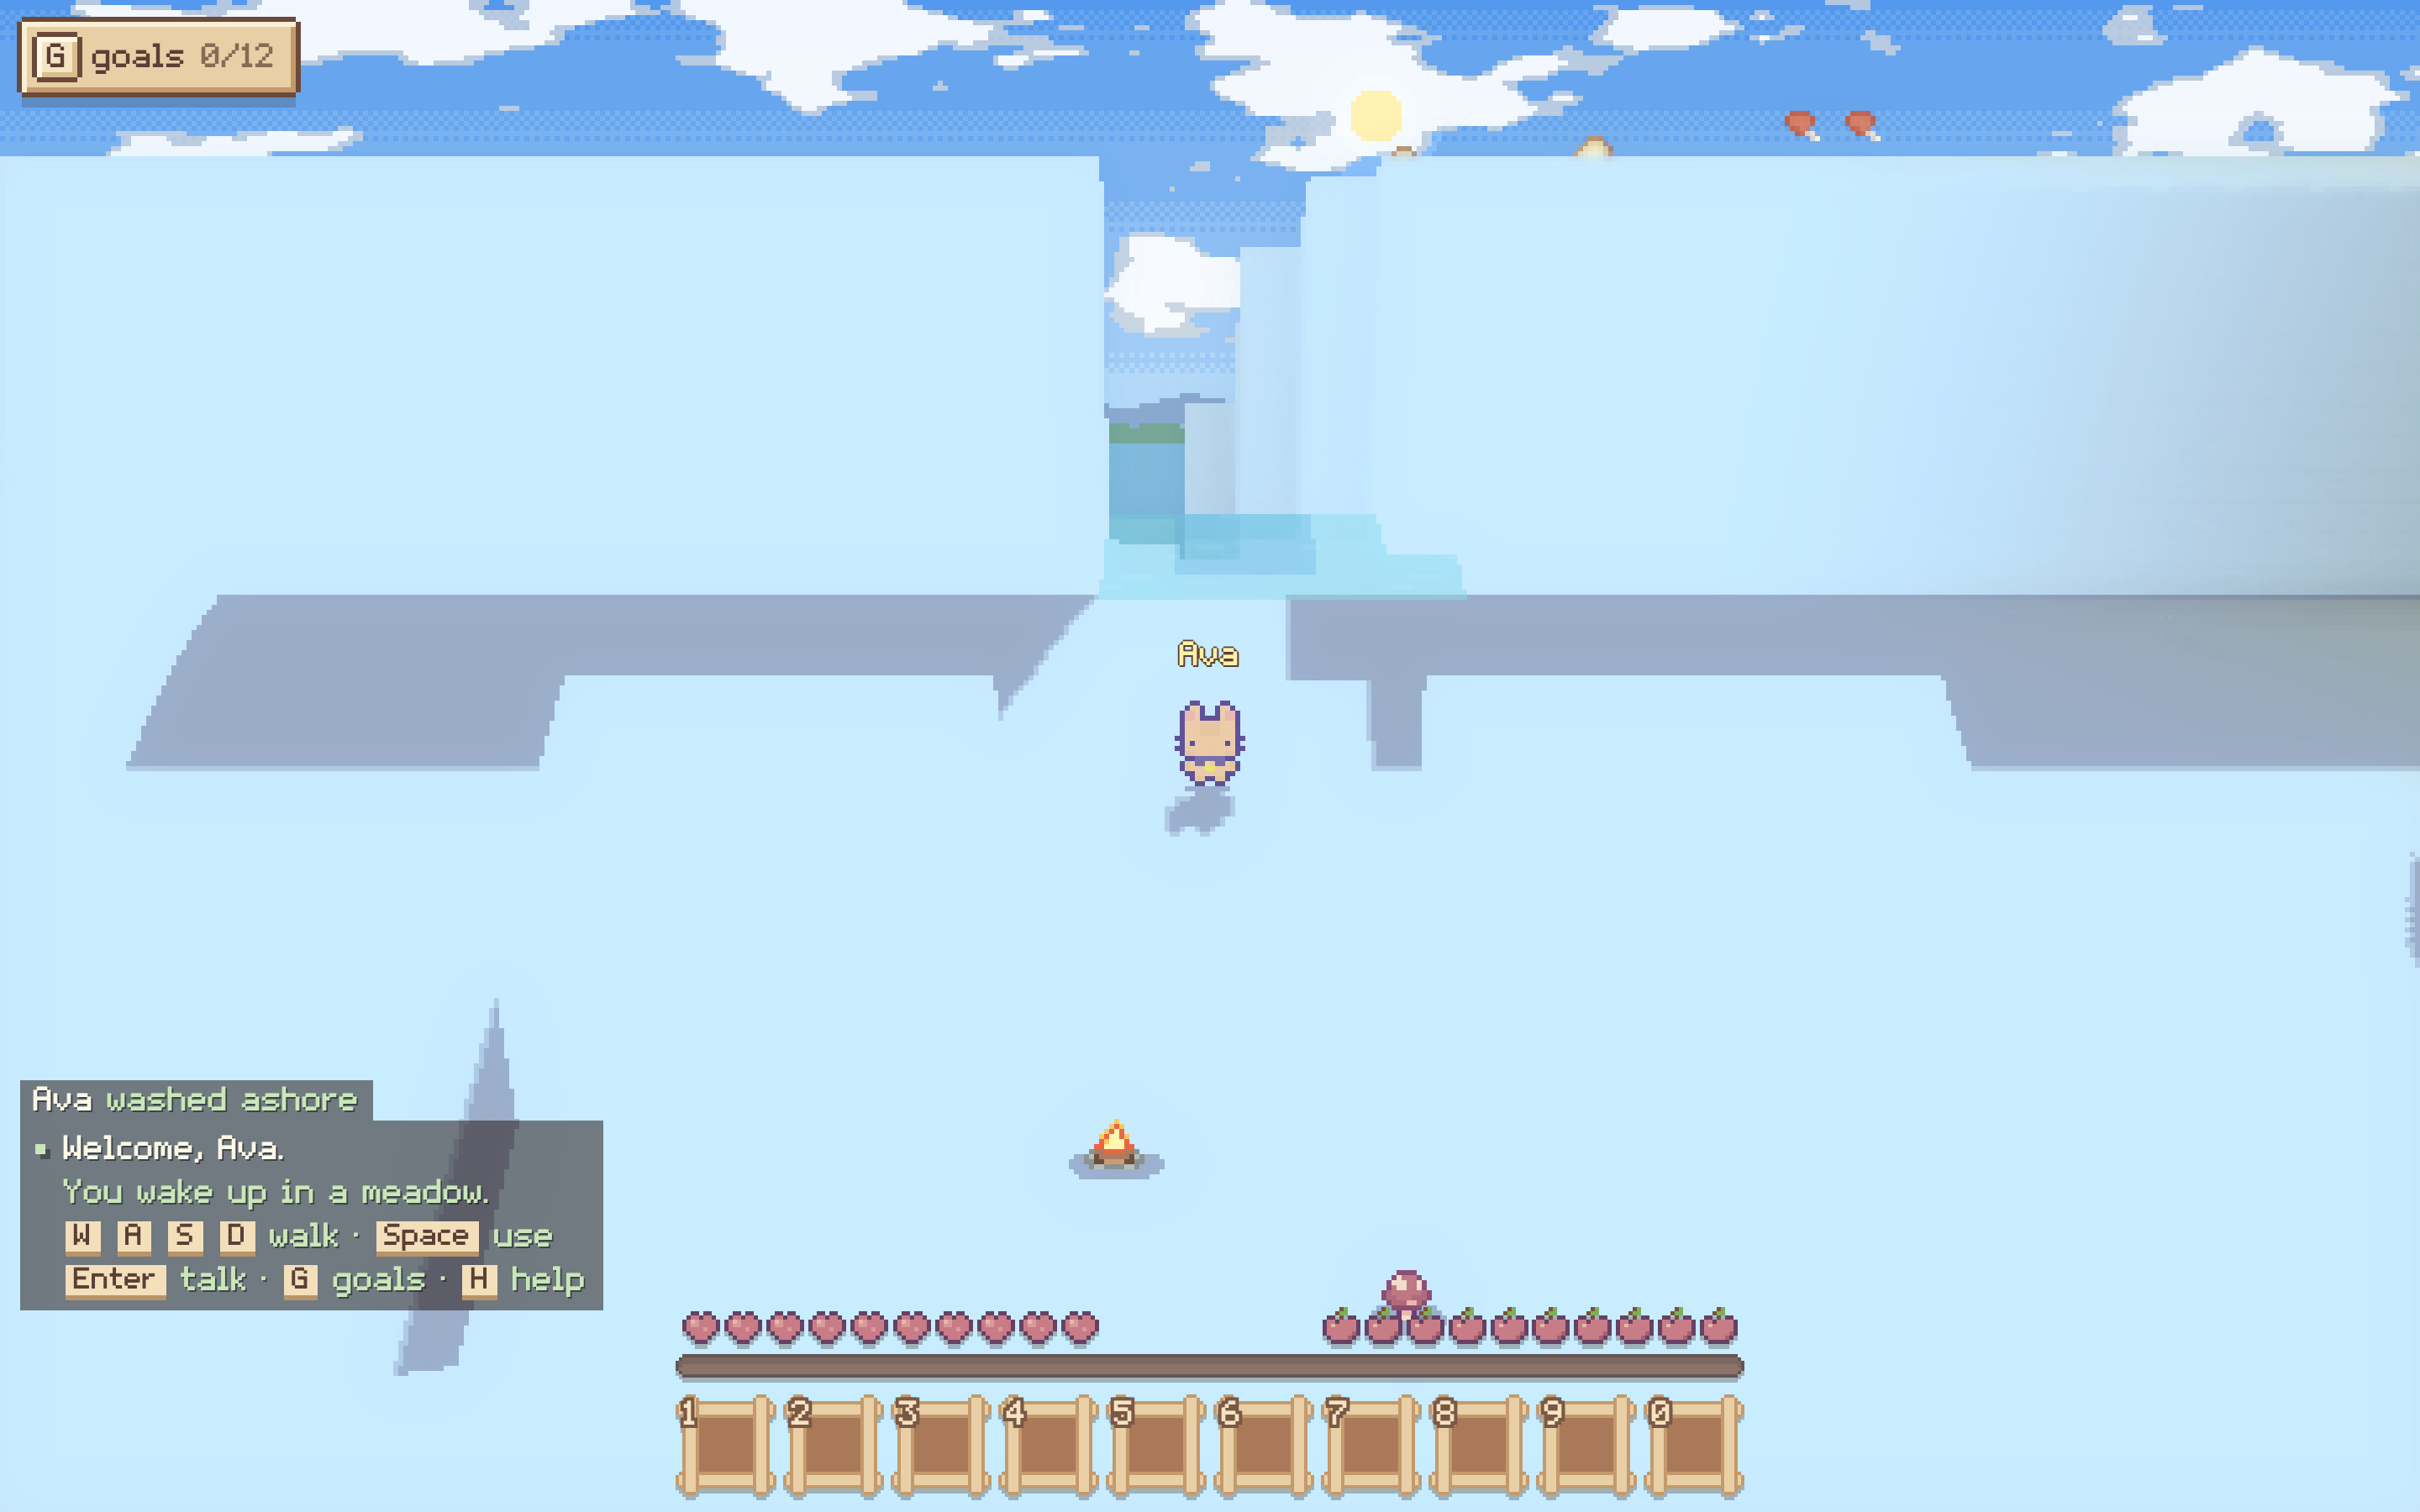 G goals 0/12
Ava
Ava washed ashore
Welcome, Ava.
You wake up in a meadow.
W A S D walk · Space use
Enter talk · G goals · H help
1 2 3 4 5 6 7 8 9 0